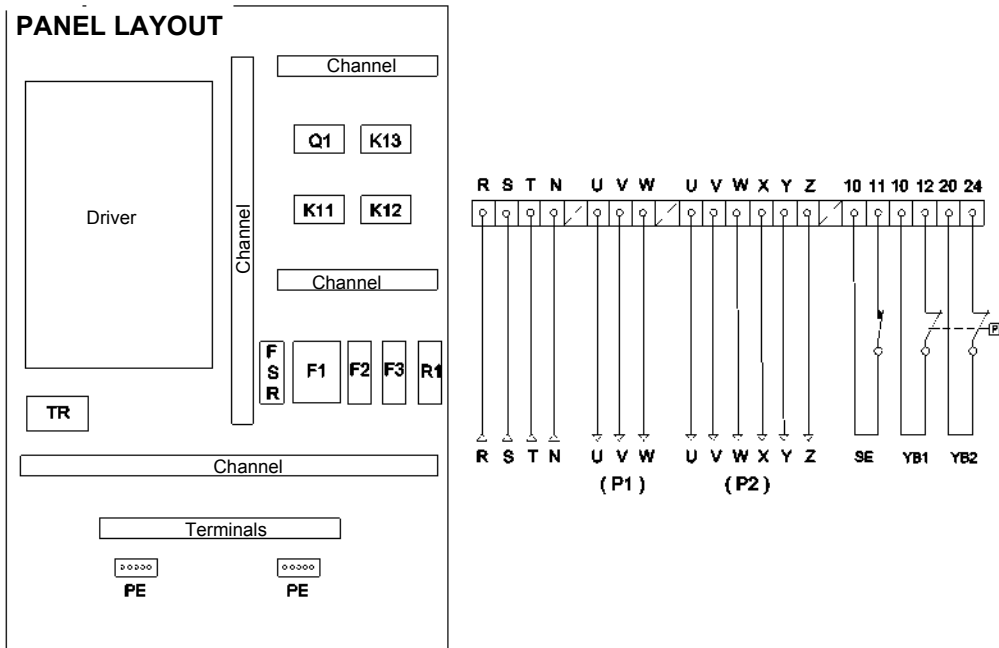 PANEL LAYOUT
Channel
Q1 K13
Driver
Channel
K11 K12
Channel
F
S
R
F1 F2 F3 R1
TR
Channel
Terminals
PE PE
R S T N U V W U V W X Y Z 10 11 10 12 20 24
P
R S T N U V W U V W X Y Z SE YB1 YB2
(P1) (P2)